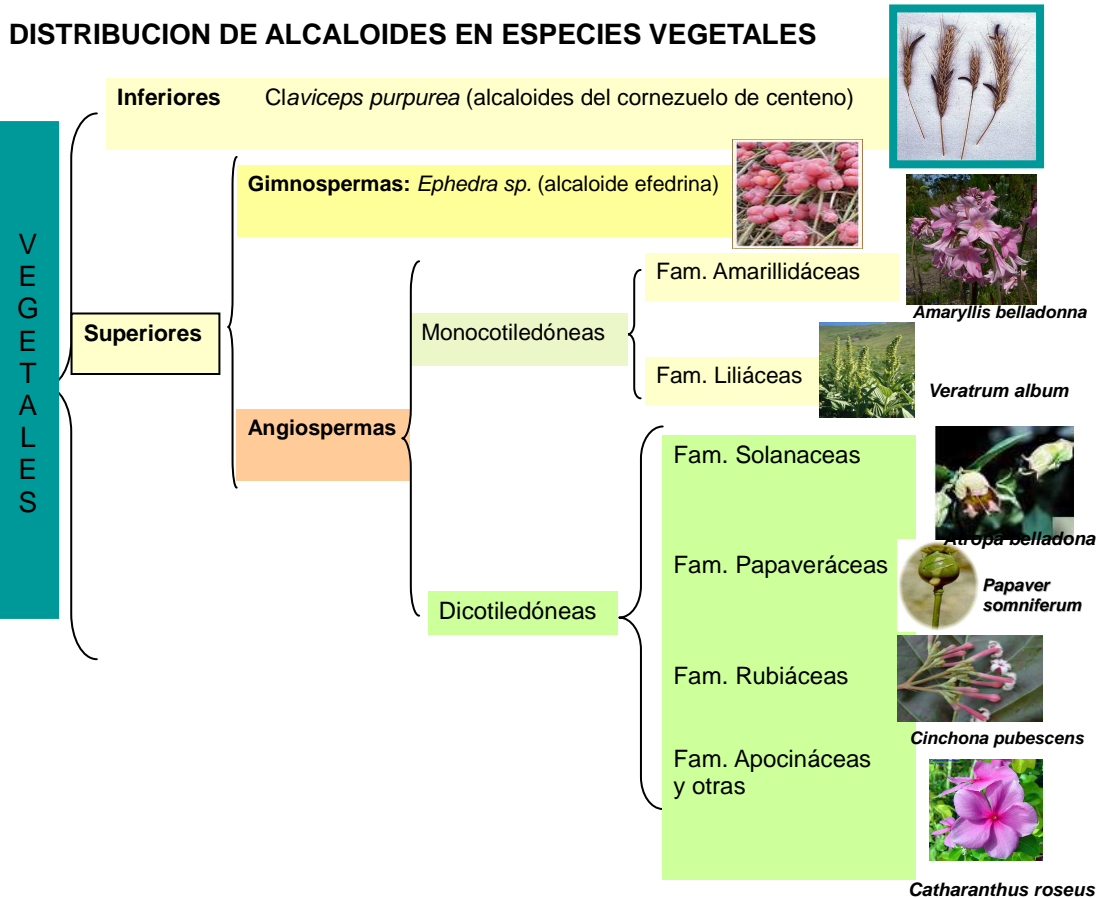 DISTRIBUCION DE ALCALOIDES EN ESPECIES VEGETALES
VEGETALES
Inferiores Claviceps purpurea (alcaloides del cornezuelo de centeno)
Superiores
Gimnospermas: Ephedra sp. (alcaloide efedrina)
Angiospermas
Monocotiledóneas
Fam. Amarillidáceas
Amaryllis belladonna
Fam. Liliáceas
Veratrum album
Dicotiledóneas
Fam. Solanaceas
Atropa belladona
Fam. Papaveráceas
Papaver
somniferum
Fam. Rubiáceas
Cinchona pubescens
Fam. Apocináceas
y otras
Catharanthus roseus